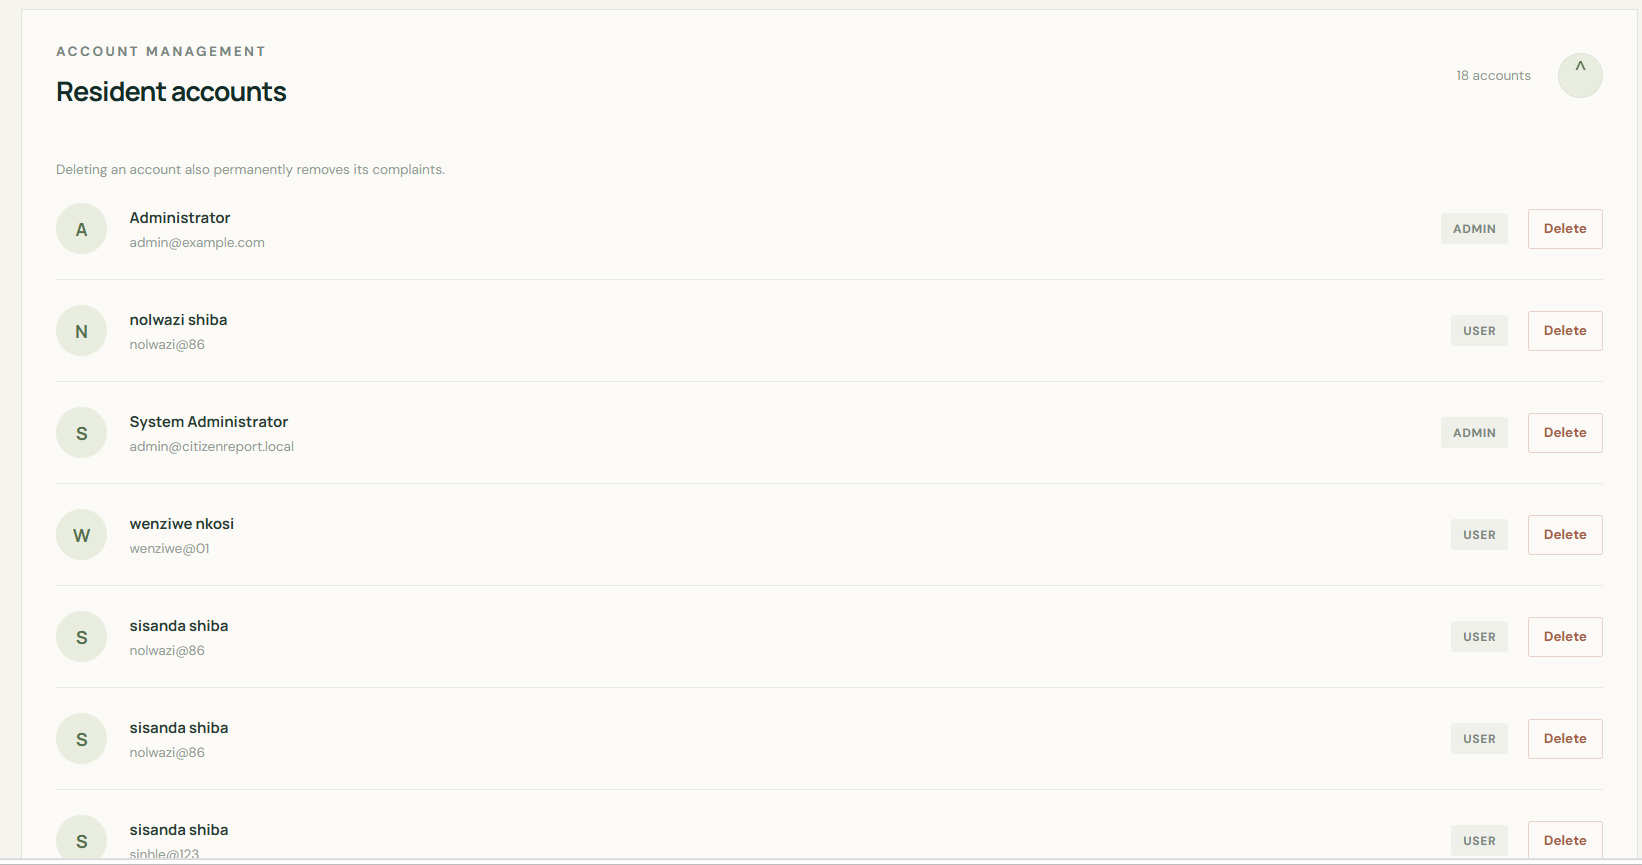 ACCOUNT MANAGEMENT
Resident accounts
18 accounts
^
Deleting an account also permanently removes its complaints.
A
Administrator
admin@example.com
ADMIN
Delete
N
nolwazi shiba
nolwazi@86
USER
Delete
S
System Administrator
admin@citizenreport.local
ADMIN
Delete
W
wenziwe nkosi
wenziwe@01
USER
Delete
S
sisanda shiba
nolwazi@86
USER
Delete
S
sisanda shiba
nolwazi@86
USER
Delete
S
sisanda shiba
sinhle@123
USER
Delete